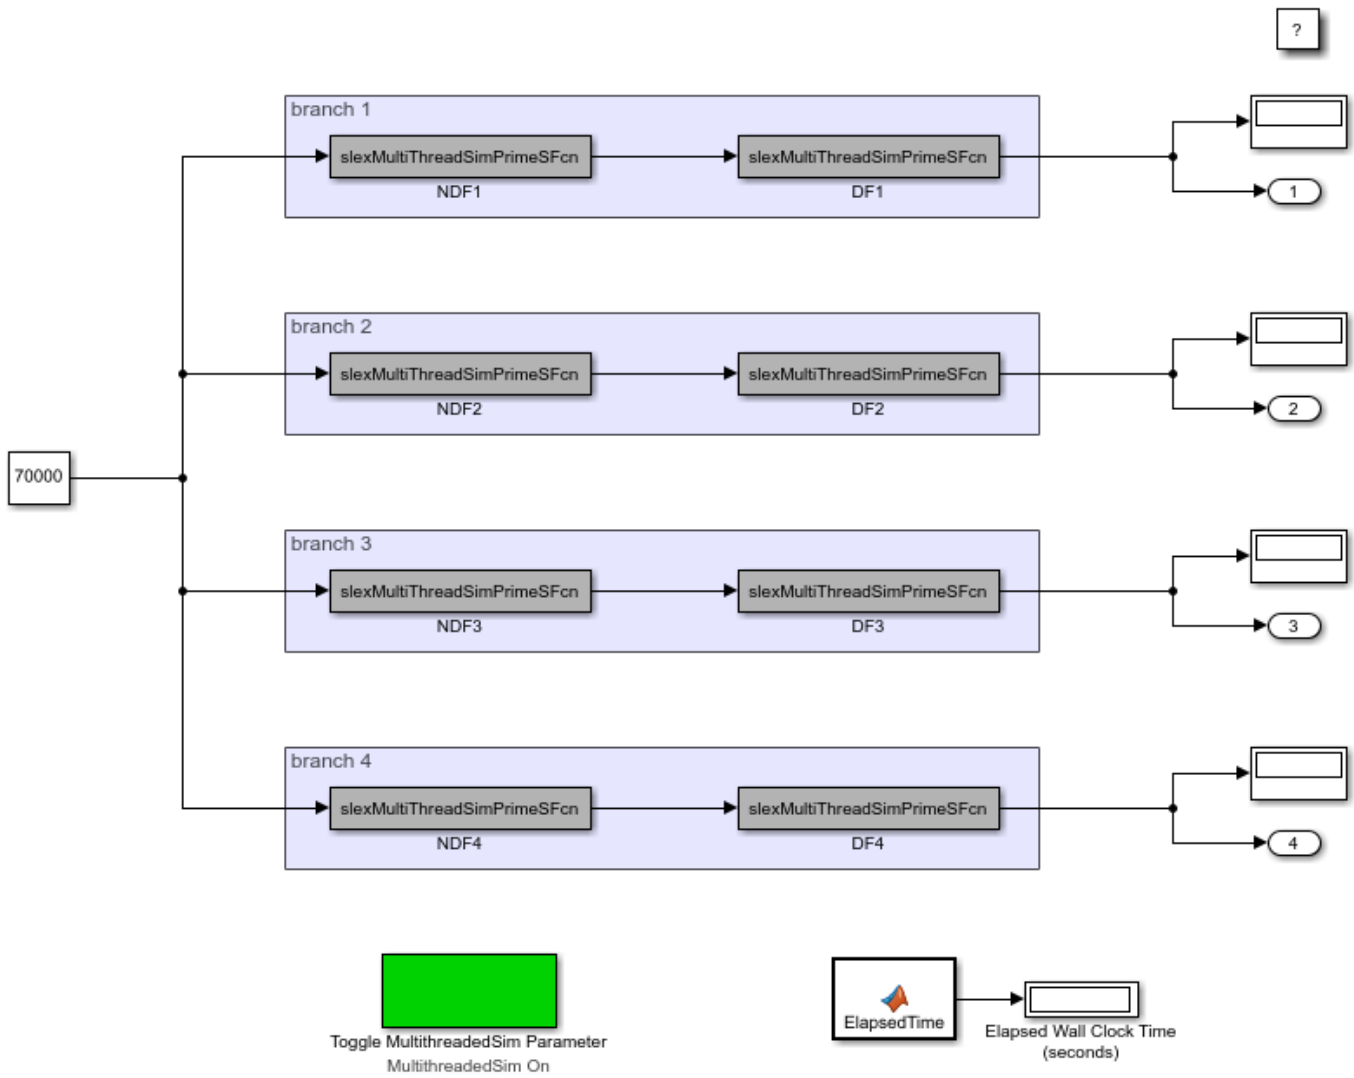 ?
branch 1
slexMultiThreadSimPrimeSFcn
slexMultiThreadSimPrimeSFcn
NDF1
DF1
1
branch 2
slexMultiThreadSimPrimeSFcn
slexMultiThreadSimPrimeSFcn
NDF2
DF2
2
70000
branch 3
slexMultiThreadSimPrimeSFcn
slexMultiThreadSimPrimeSFcn
NDF3
DF3
3
branch 4
slexMultiThreadSimPrimeSFcn
slexMultiThreadSimPrimeSFcn
NDF4
DF4
4
Toggle MultithreadedSim Parameter
MultithreadedSim On
ElapsedTime
Elapsed Wall Clock Time
(seconds)